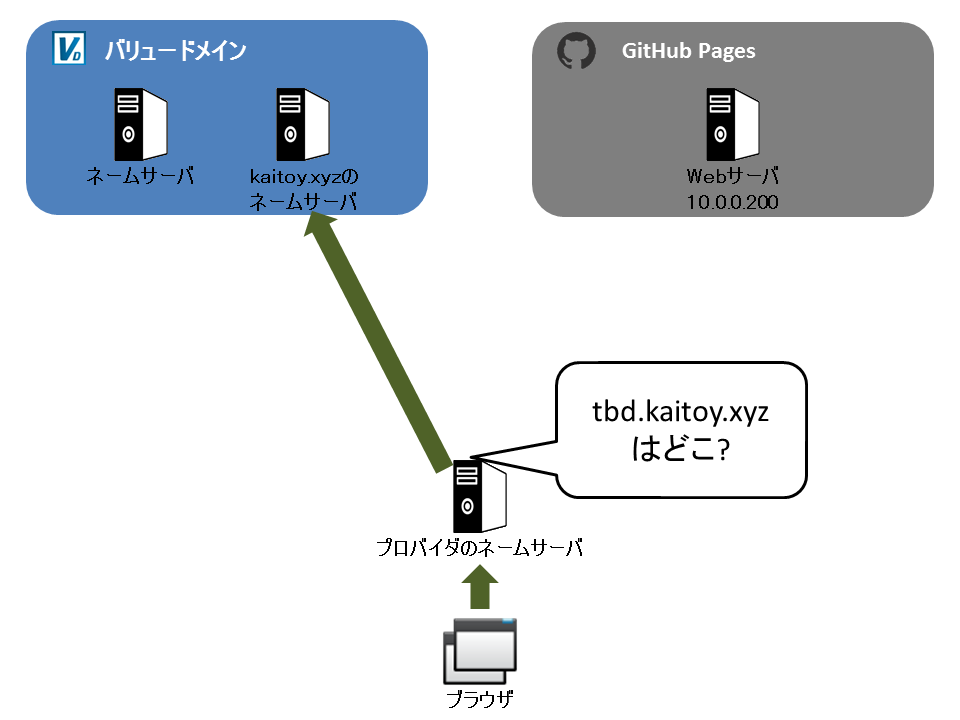 バリュードメイン
ネームサーバ
kaitoy.xyzの
ネームサーバ
GitHub Pages
Webサーバ
10.0.0.200
tbd.kaitoy.xyz
はどこ?
プロバイダのネームサーバ
ブラウザ